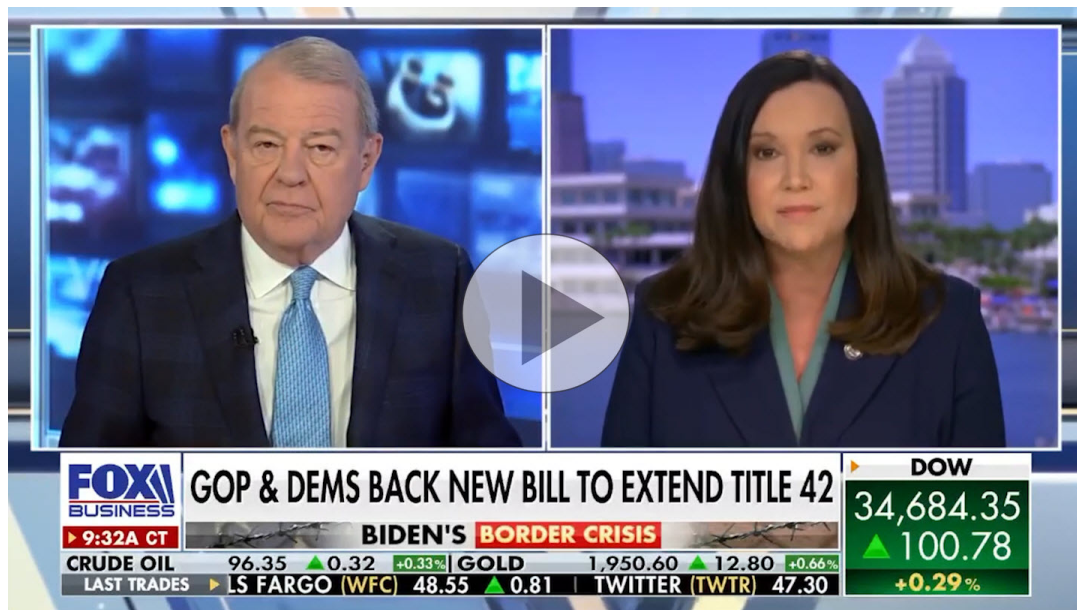 FOX
BUSINESS
9:32A CT
GOP & DEMS BACK NEW BILL TO EXTEND TITLE 42
BIDEN'S BORDER CRISIS
DOW
34,684.35
100.78
+0.29%
CRUDE OIL 96.35 0.32 +0.33% GOLD 1,950.60 12.80 +0.66%
LAST TRADES LS FARGO (WFC) 48.55 0.81 TWITTER (TWTR) 47.30